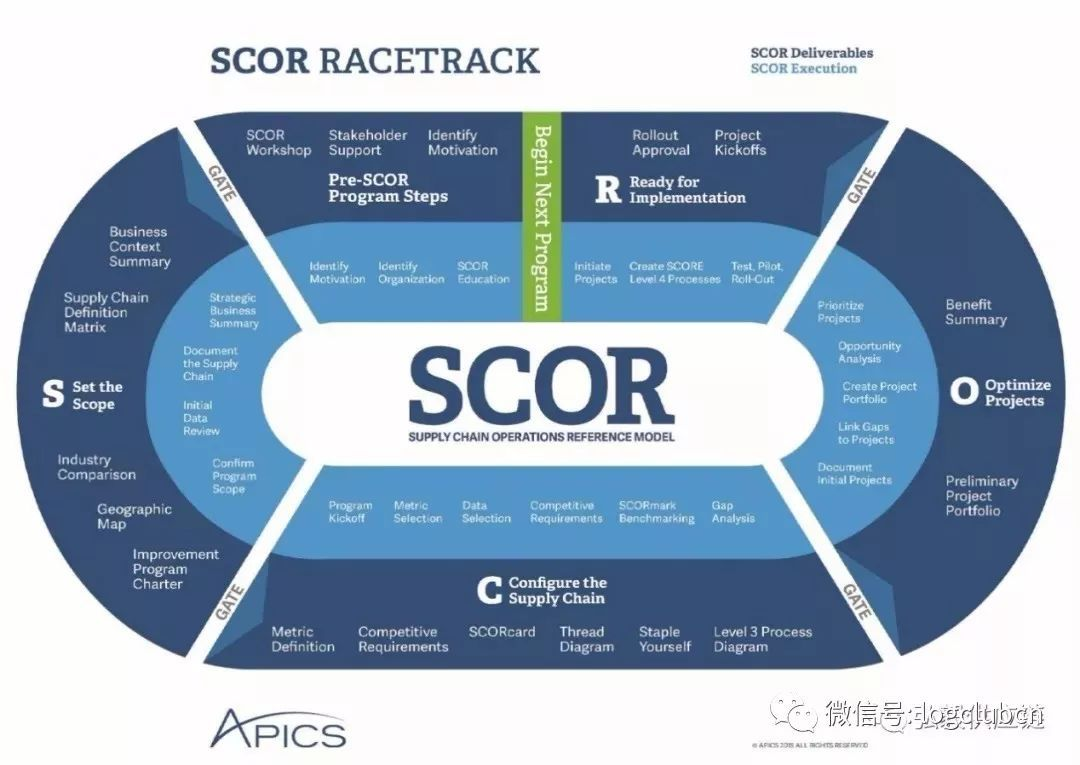 SCOR RACETRACK
SCOR Deliverables
SCOR Execution
SCOR
Workshop
Stakeholder
Support
Identify
Motivation
Pre-SCOR
Program Steps
Begin Next Program
Rollout
Approval
Project
Kickoffs
R Ready for
Implementation
GATE
GATE
Identify
Motivation
Identify
Organization
SCOR
Education
Initiate
Projects
Create SCORE
Level 4 Processes
Test, Pilot,
Roll-Out
Business
Context
Summary
Supply Chain
Definition
Matrix
S Set the
Scope
Industry
Comparison
Geographic
Map
Improvement
Program
Charter
Strategic
Business
Summary
Document
the Supply
Chain
Initial
Data
Review
Confirm
Program
Scope
SCOR
SUPPLY CHAIN OPERATIONS REFERENCE MODEL
Prioritize
Projects
Opportunity
Analysis
Create Project
Portfolio
Link Gaps
to Projects
Document
Initial Projects
Benefit
Summary
O Optimize
Projects
Preliminary
Project
Portfolio
Program
Kickoff
Metric
Selection
Data
Selection
Competitive
Requirements
SCORmark
Benchmarking
Gap
Analysis
GATE
GATE
C Configure the
Supply Chain
Metric
Definition
Competitive
Requirements
SCORcard
Thread
Diagram
Staple
Yourself
Level 3 Process
Diagram
APICS
微信号: logclubcn
© APICS 2015 ALL RIGHTS RESERVED